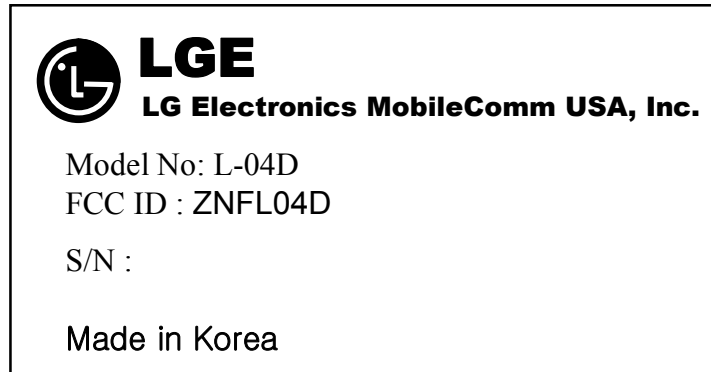 LGE
LG Electronics MobileComm USA, Inc.
Model No: L-04D
FCC ID : ZNFL04D
S/N :
Made in Korea